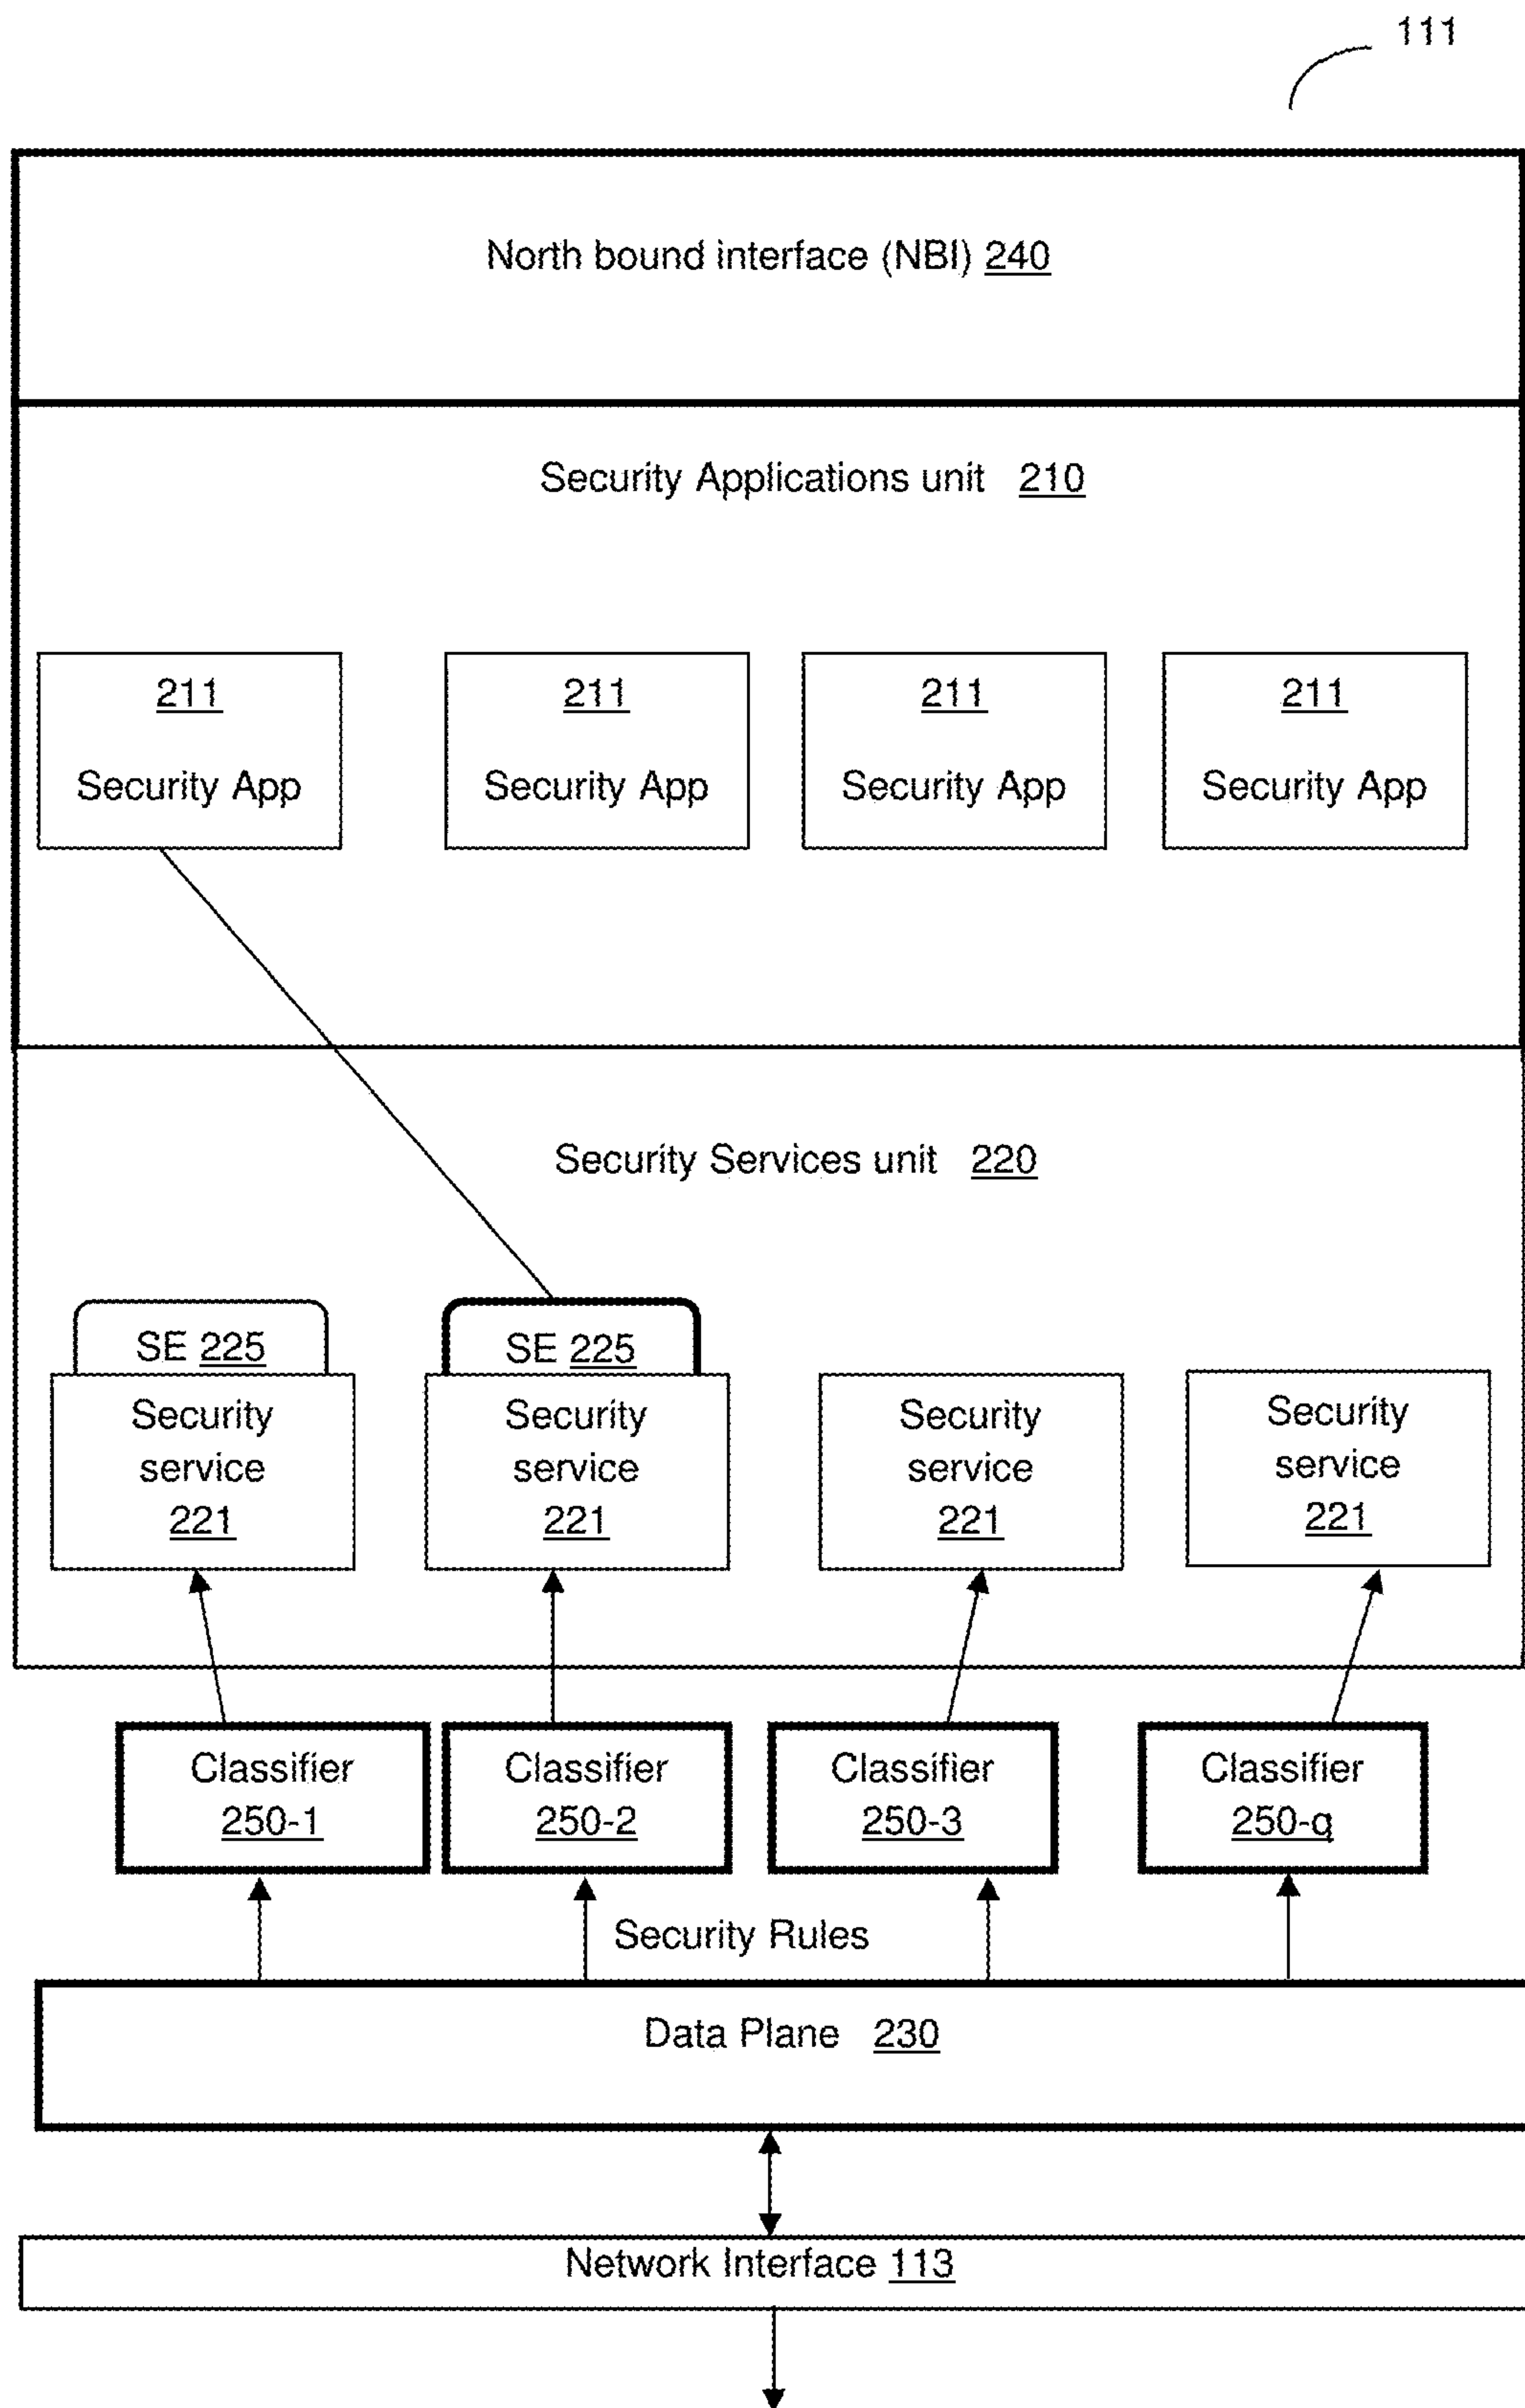 111
North bound interface (NBI) 240
Security Applications unit 210
211
Security App
211
Security App
211
Security App
211
Security App
Security Services unit 220
SE 225
Security
service
221
SE 225
Security
service
221
Security
service
221
Security
service
221
Classifier
250-1
Classifier
250-2
Classifier
250-3
Classifier
250-q
Security Rules
Data Plane 230
Network Interface 113